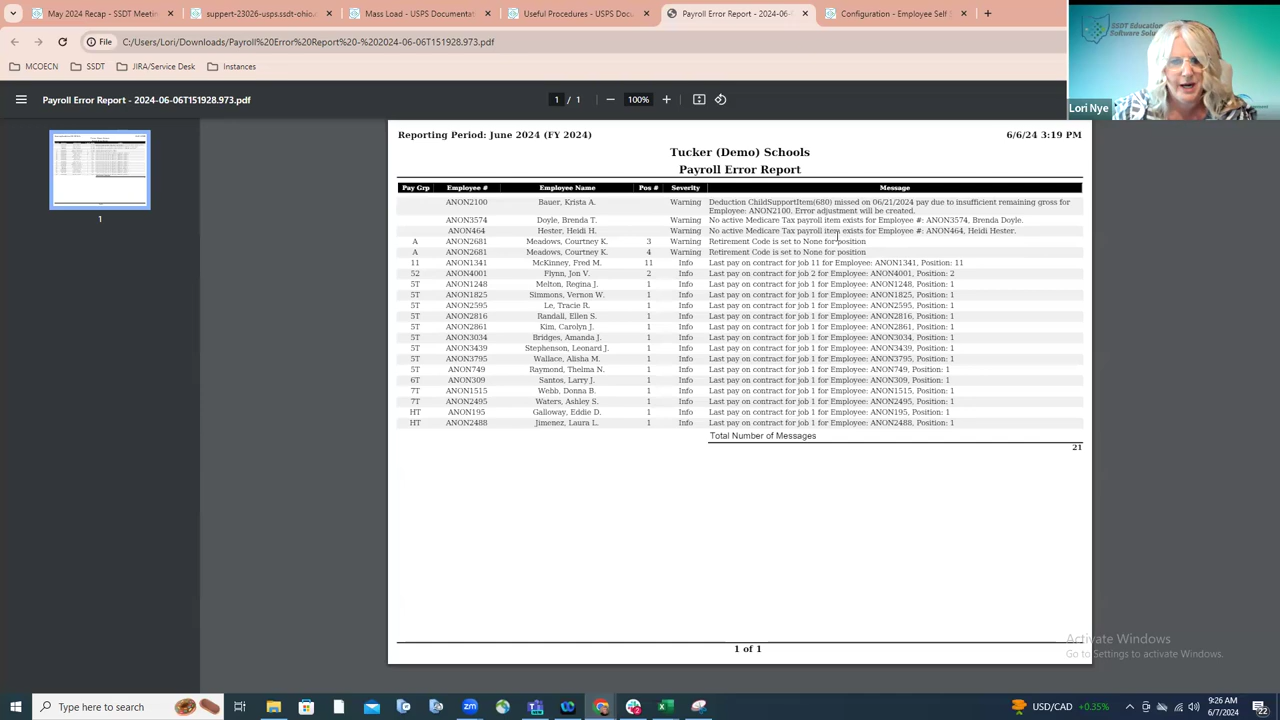 May Recap - SSDT Meetin
support-23026-usps.ssdt-ohio.
Mass Load - USPS Documentat
Useful Procedures - USPS Docu
Payroll Error Report - 2024-06-
Configuration - Employee Self
File
C:/Users/Lori/Downloads/Payroll%20Error%20Report%20-%202024-06-06T151928.973.pdf
MCOECN
SSDT
JIRA/Service Desk
Instances
SSDT Education
Software Solu
Lori Nye
Payroll Error Report - 2024-06-06T151928.973.pdf
1 / 1
100%
1
Reporting Period: June 2024 (FY 2024) 6/6/24 3:19 PM
Tucker (Demo) Schools
Payroll Error Report
Pay Grp Employee # Employee Name Pos # Severity Message
ANON2100 Bauer, Krista A. Warning Deduction ChildSupportItem(680) missed on 06/21/2024 pay due to insufficient remaining gross for
Employee: ANON2100, Error adjustment will be created.
ANON3574 Doyle, Brenda T. Warning No active Medicare Tax payroll item exists for Employee #: ANON3574, Brenda Doyle.
ANON464 Hester, Heidi H. Warning No active Medicare Tax payroll item exists for Employee #: ANON464, Heidi Hester.
A ANON2681 Meadows, Courtney K. 3 Warning Retirement Code is set to None for position
A ANON2681 Meadows, Courtney K. 4 Warning Retirement Code is set to None for position
11 ANON1341 McKinney, Fred M. 11 Info Last pay on contract for job 11 for Employee: ANON1341, Position: 11
52 ANON4001 Flynn, Jon V. 2 Info Last pay on contract for job 2 for Employee: ANON4001, Position: 2
5T ANON1248 Melton, Regina J. 1 Info Last pay on contract for job 1 for Employee: ANON1248, Position: 1
5T ANON1825 Simmons, Vernon W. 1 Info Last pay on contract for job 1 for Employee: ANON1825, Position: 1
5T ANON2595 Le, Tracie R. 1 Info Last pay on contract for job 1 for Employee: ANON2595, Position: 1
5T ANON2816 Randall, Ellen S. 1 Info Last pay on contract for job 1 for Employee: ANON2816, Position: 1
5T ANON2861 Kim, Carolyn J. 1 Info Last pay on contract for job 1 for Employee: ANON2861, Position: 1
5T ANON3034 Bridges, Amanda J. 1 Info Last pay on contract for job 1 for Employee: ANON3034, Position: 1
5T ANON3439 Stephenson, Leonard J. 1 Info Last pay on contract for job 1 for Employee: ANON3439, Position: 1
5T ANON3795 Wallace, Alisha M. 1 Info Last pay on contract for job 1 for Employee: ANON3795, Position: 1
5T ANON749 Raymond, Thelma N. 1 Info Last pay on contract for job 1 for Employee: ANON749, Position: 1
6T ANON309 Santos, Larry J. 1 Info Last pay on contract for job 1 for Employee: ANON309, Position: 1
7T ANON1515 Webb, Donna B. 1 Info Last pay on contract for job 1 for Employee: ANON1515, Position: 1
7T ANON2495 Waters, Ashley S. 1 Info Last pay on contract for job 1 for Employee: ANON2495, Position: 1
HT ANON195 Galloway, Eddie D. 1 Info Last pay on contract for job 1 for Employee: ANON195, Position: 1
HT ANON2488 Jimenez, Laura L. 1 Info Last pay on contract for job 1 for Employee: ANON2488, Position: 1
Total Number of Messages
21
1 of 1
Activate Windows
Go to Settings to activate Windows.
Type here to search
USD/CAD +0.35%
9:26 AM
6/7/2024
22